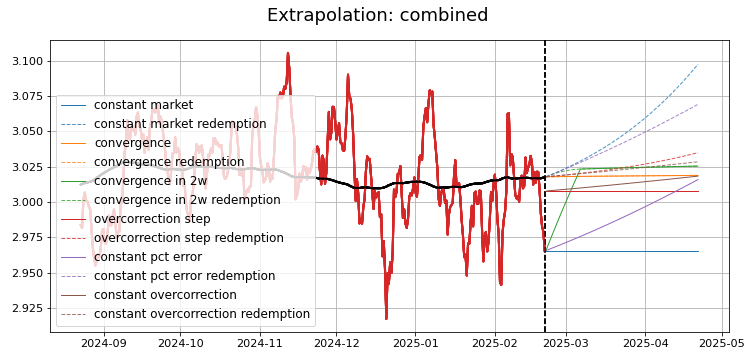 Extrapolation: combined
3.100
3.075
3.050
3.025
3.000
2.975
2.950
2.925
constant market
constant market redemption
convergence
convergence redemption
convergence in 2w
convergence in 2w redemption
overcorrection step
overcorrection step redemption
constant pct error
constant pct error redemption
constant overcorrection
constant overcorrection redemption
2024-09 2024-10 2024-11 2024-12 2025-01 2025-02 2025-03 2025-04 2025-05